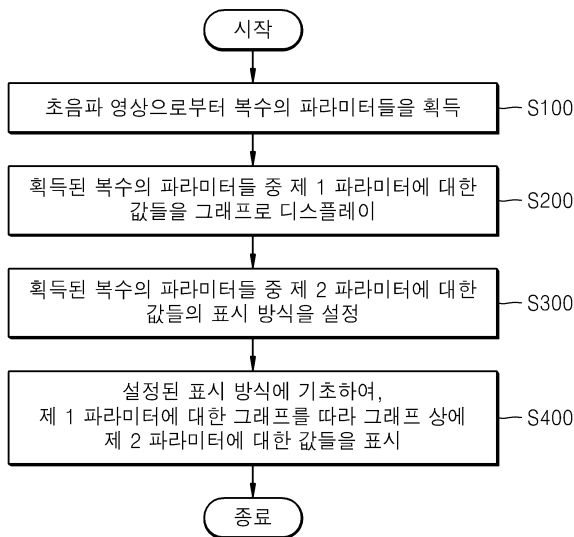 시작
초음파 영상으로부터 복수의 파라미터들을 획득
S100
획득된 복수의 파라미터들 중 제 1 파라미터에 대한
값들을 그래프로 디스플레이
S200
획득된 복수의 파라미터들 중 제 2 파라미터에 대한
값들의 표시 방식을 설정
S300
설정된 표시 방식에 기초하여,
제 1 파라미터에 대한 그래프를 따라 그래프 상에
제 2 파라미터에 대한 값들을 표시
S400
종료